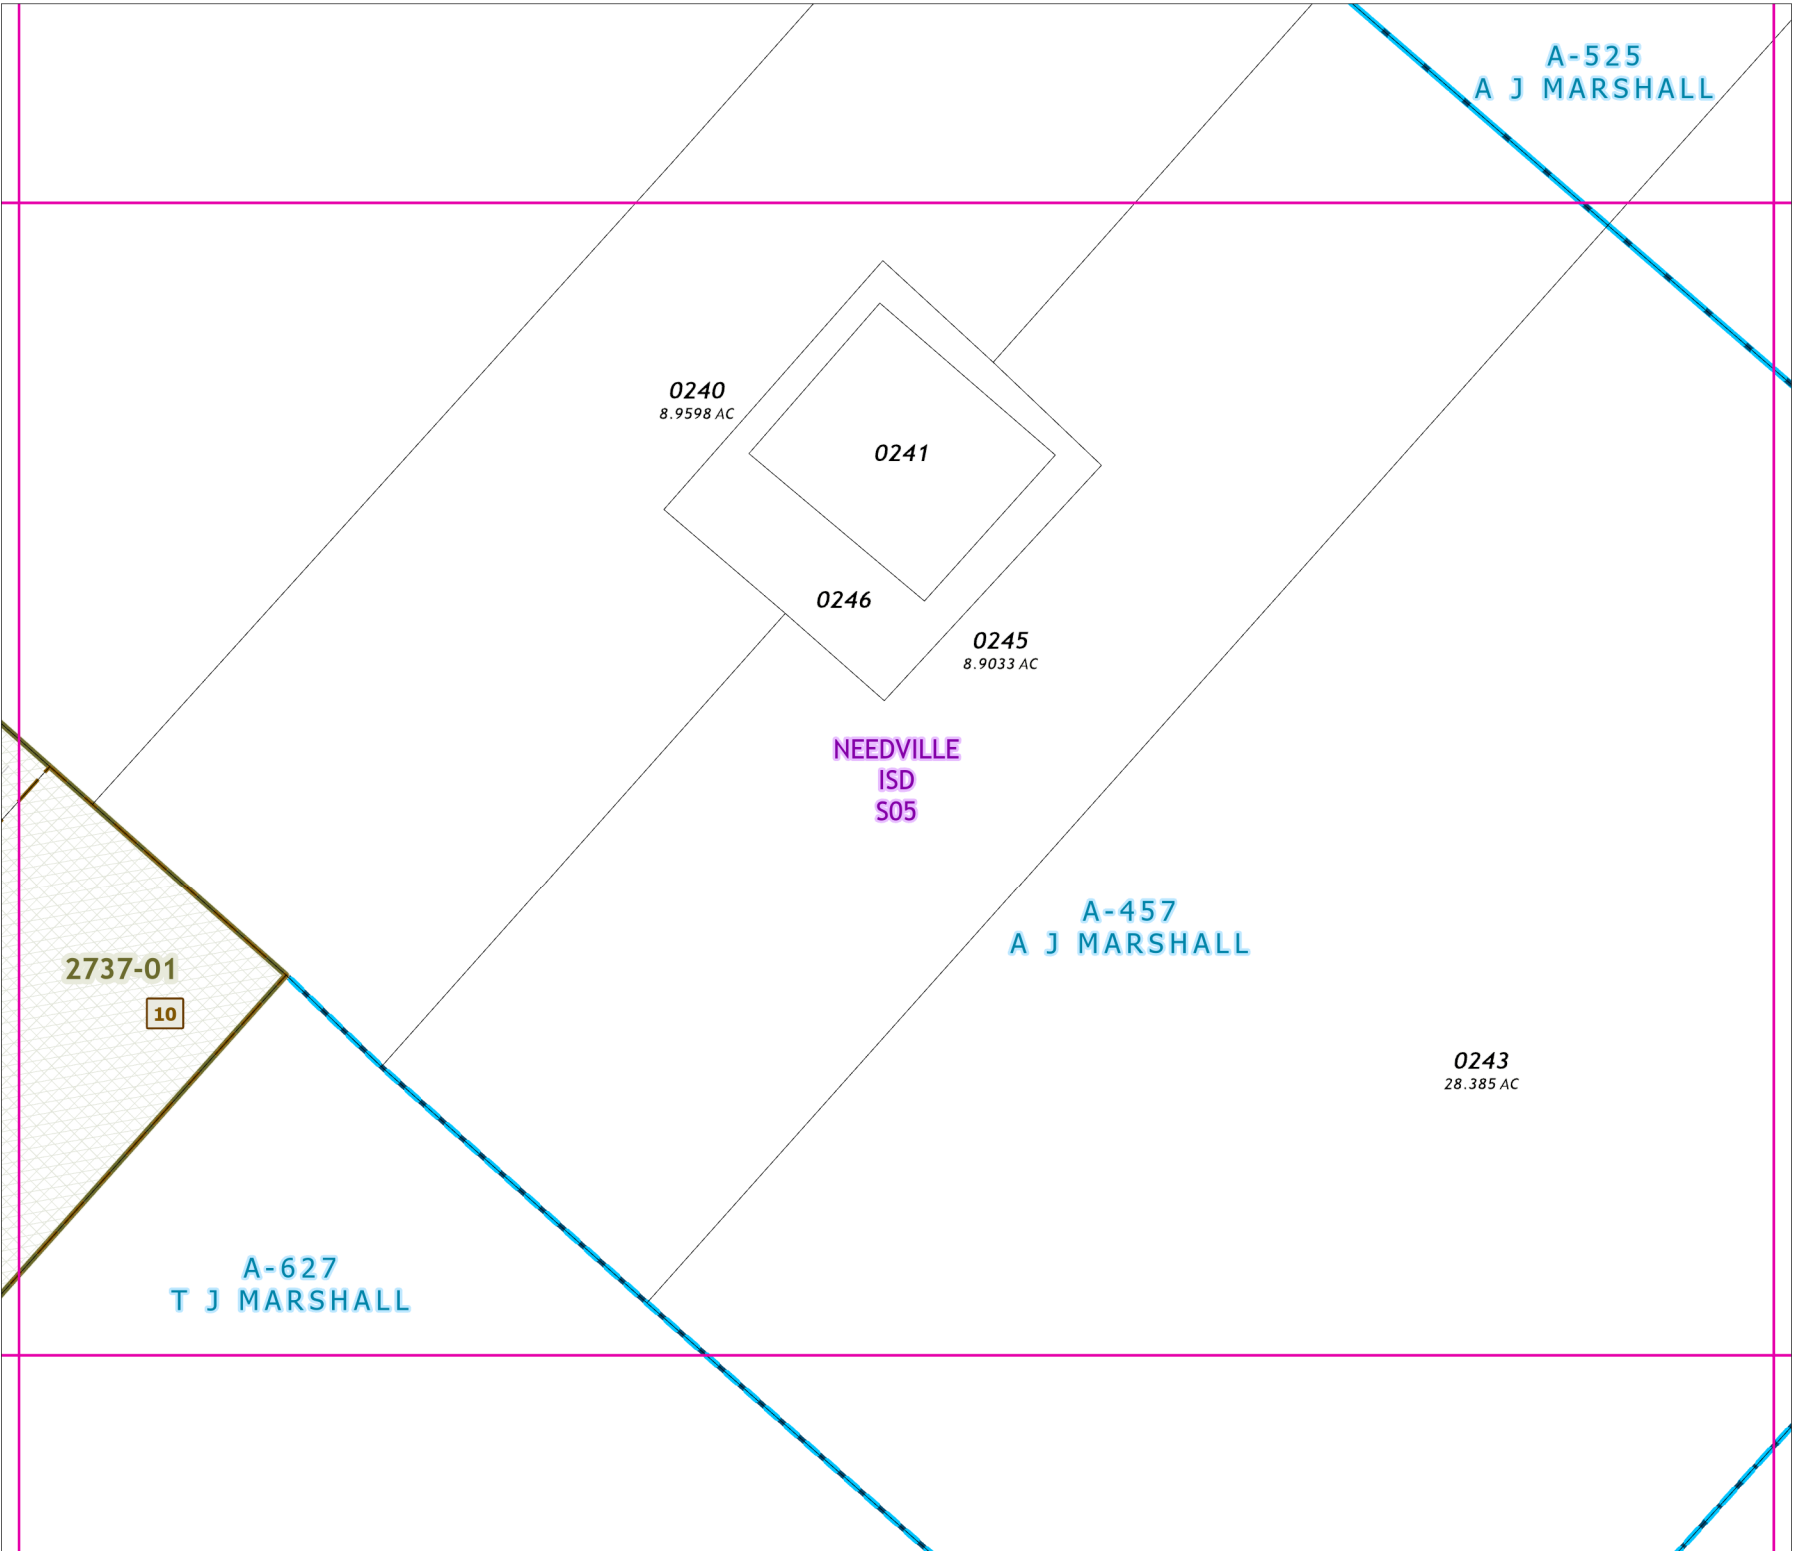 A-525
A J MARSHALL
0240
8.9598 AC
0241
0246
0245
8.9033 AC
NEEDVILLE
ISD
S05
A-457
A J MARSHALL
2737-01
10
0243
28.385 AC
A-627
T J MARSHALL